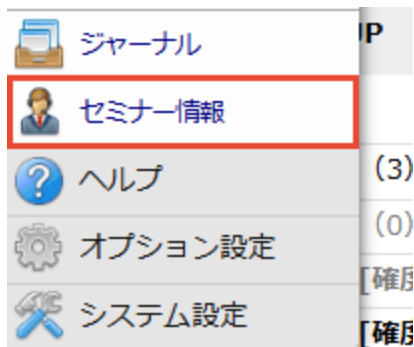 ジャーナル
セミナー情報
ヘルプ
オプション設定
システム設定
UP
(3)
(0)
[確度
[確度